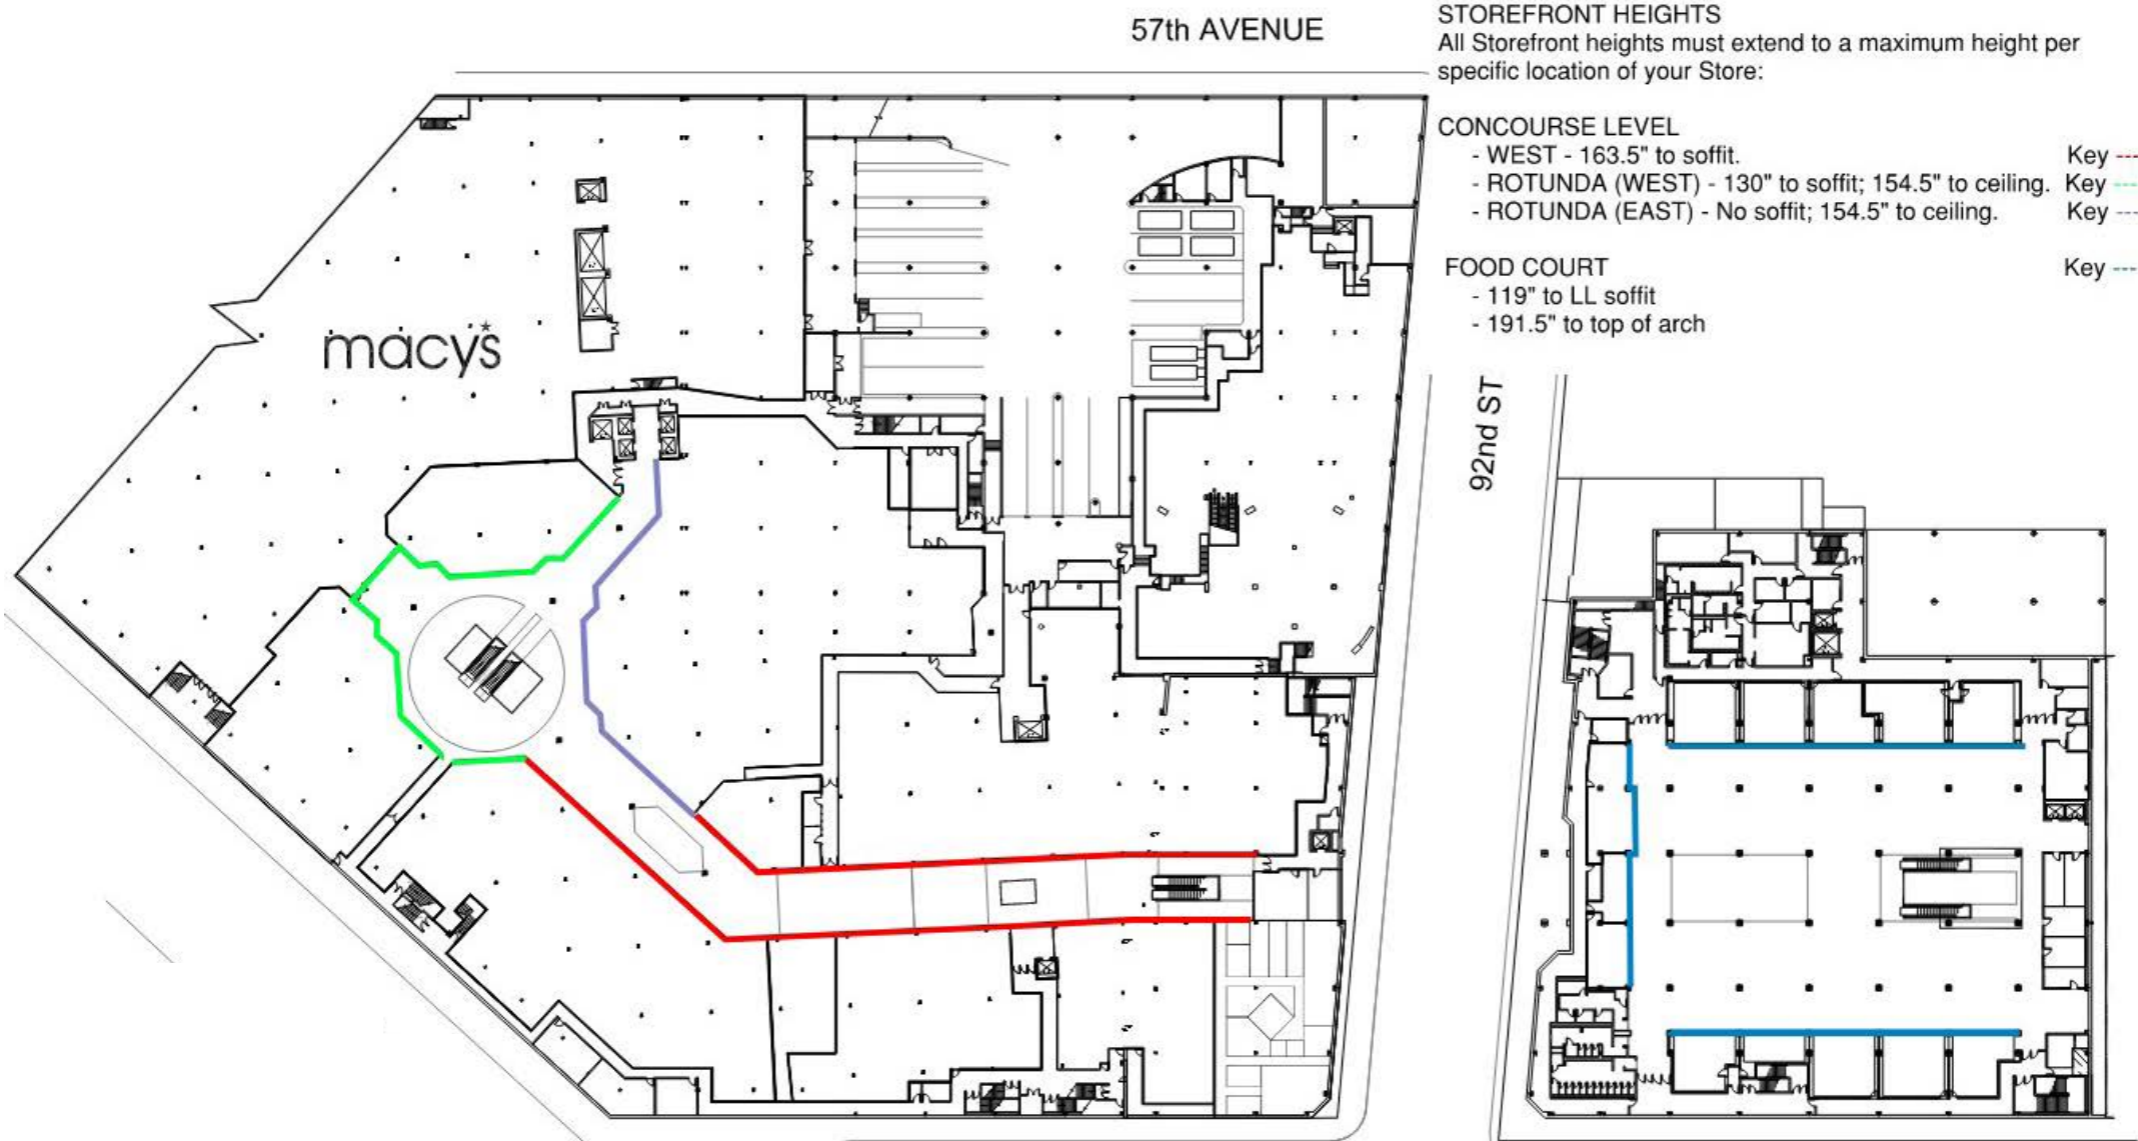 57th AVENUE
STOREFRONT HEIGHTS
All Storefront heights must extend to a maximum height per
specific location of your Store:
CONCOURSE LEVEL
- WEST - 163.5" to soffit. Key ---
- ROTUNDA (WEST) - 130" to soffit; 154.5" to ceiling. Key ---
- ROTUNDA (EAST) - No soffit; 154.5" to ceiling. Key ---
FOOD COURT Key ---
- 119" to LL soffit
- 191.5" to top of arch
macy's
92nd ST